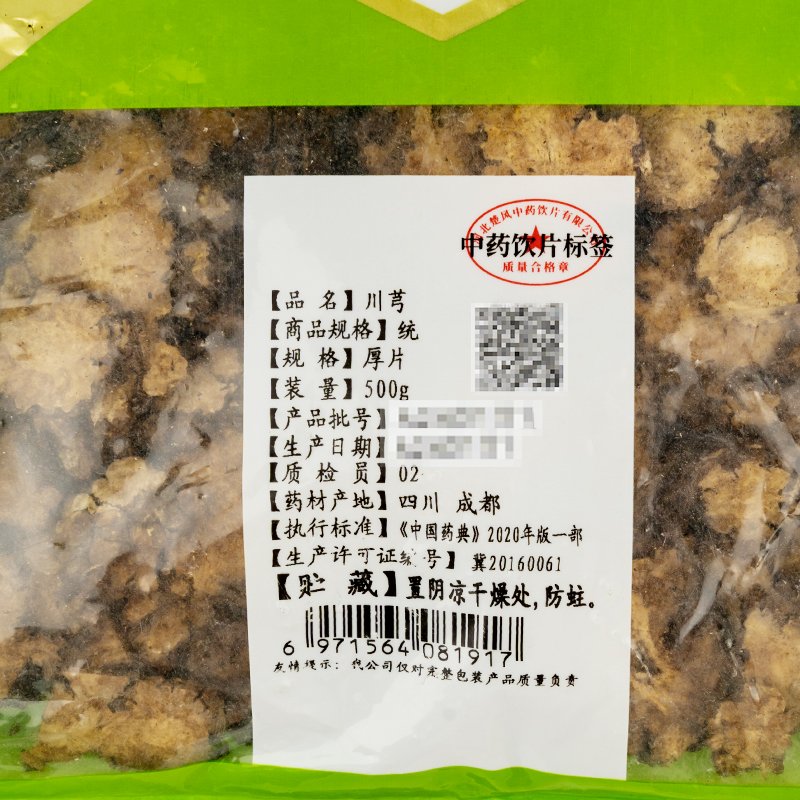 北楚风中药饮片有限公
中药饮片标签
质量合格章
【品 名】川芎
【商品规格】统
【规 格】厚片
【装 量】500g
【产品批号】
【生产日期】
【质 检 员】02
【药材产地】四川 成都
【执行标准】《中国药典》2020年版一部
【生产许可证编号】冀20160061
【贮 藏】置阴凉干燥处,防蛀。
6 971564 081917
友情提示：我公司仅对完整包装产品质量负责